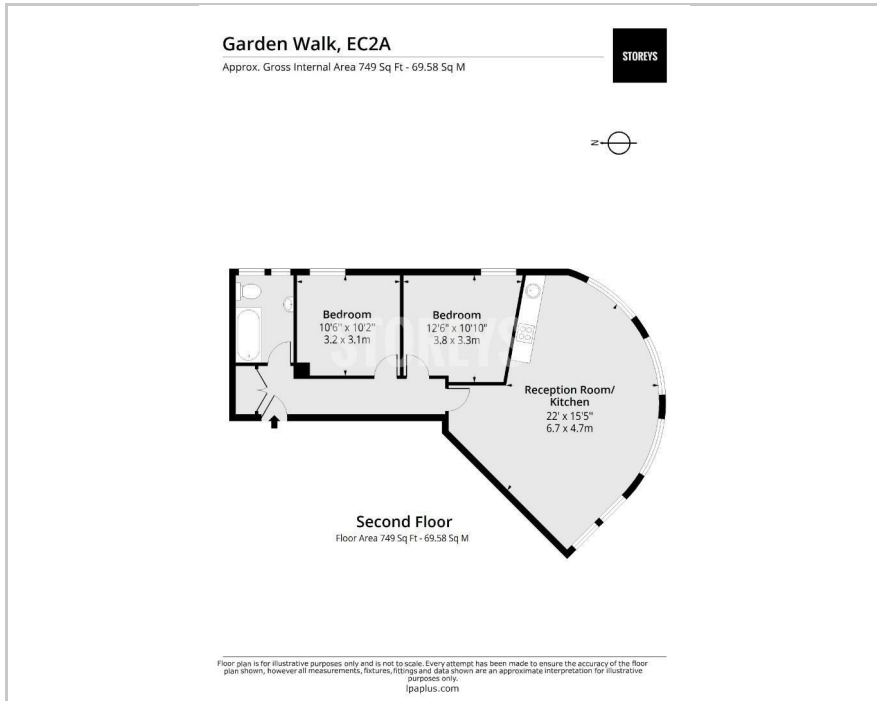 Garden Walk, EC2A
Approx. Gross Internal Area 749 Sq Ft - 69.58 Sq M
STOREYS
N
Bedroom
10'6" x 10'2"
3.2 x 3.1m
Bedroom
12'6" x 10'10"
3.8 x 3.3m
STOREYS
Reception Room/
Kitchen
22' x 15'5"
6.7 x 4.7m
Second Floor
Floor Area 749 Sq Ft - 69.58 Sq M
Floor plan is for illustrative purposes only and is not to scale. Every attempt has been made to ensure the accuracy of the floor
plan shown, however all measurements, fixtures, fittings and data shown are an approximate interpretation for illustrative
purposes only.
lpaplus.com